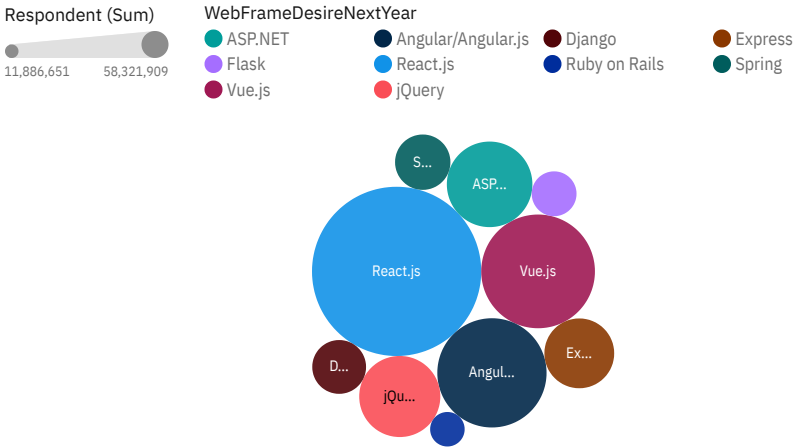 Respondent (Sum)
11,886,651 58,321,909
WebFrameDesireNextYear
ASP.NET Angular/Angular.js Django Express
Flask React.js Ruby on Rails Spring
Vue.js jQuery
S...
ASP...
React.js
Vue.js
Ex...
D...
Angul...
jQu...